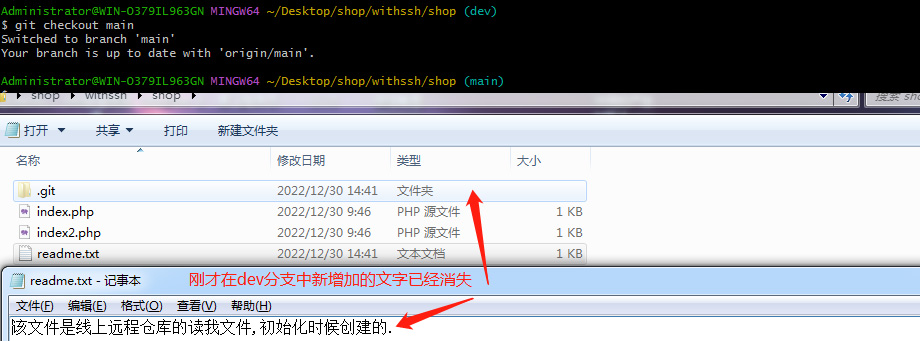 Administrator@WIN-O379IL963GN MINGW64 ~/Desktop/shop/withssh/shop (dev)
$ git checkout main
Switched to branch 'main'
Your branch is up to date with 'origin/main'.
Administrator@WIN-O379IL963GN MINGW64 ~/Desktop/shop/withssh/shop (main)
shop withssh shop 搜索 sho
打开 共享 打印 新建文件夹
名称 修改日期 类型 大小
.git 2022/12/30 14:41 文件夹
index.php 2022/12/30 9:46 PHP 源文件 1 KB
index2.php 2022/12/30 9:46 PHP 源文件 1 KB
readme.txt 2022/12/30 14:41 文本文档 1 KB
readme.txt - 记事本
刚才在dev分支中新增加的文字已经消失
文件(F) 编辑(E) 格式(O) 查看(V) 帮助(H)
该文件是线上远程仓库的读我文件,初始化时候创建的.